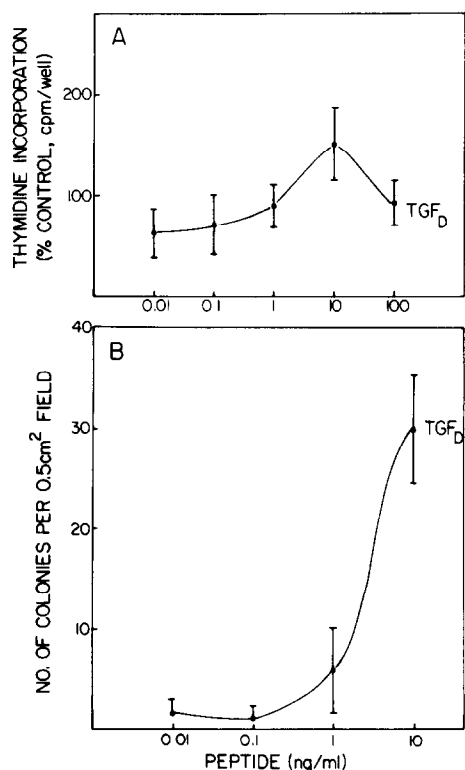 A
THYMIDINE INCORPORATION
(% CONTROL, cpm/well)
200
100
TGF_D
0.01 0.1 1 10 100
B
NO. OF COLONIES PER 0.5cm² FIELD
40
30
20
10
TGF_D
0.01 0.1 1 10
PEPTIDE (ng/ml)